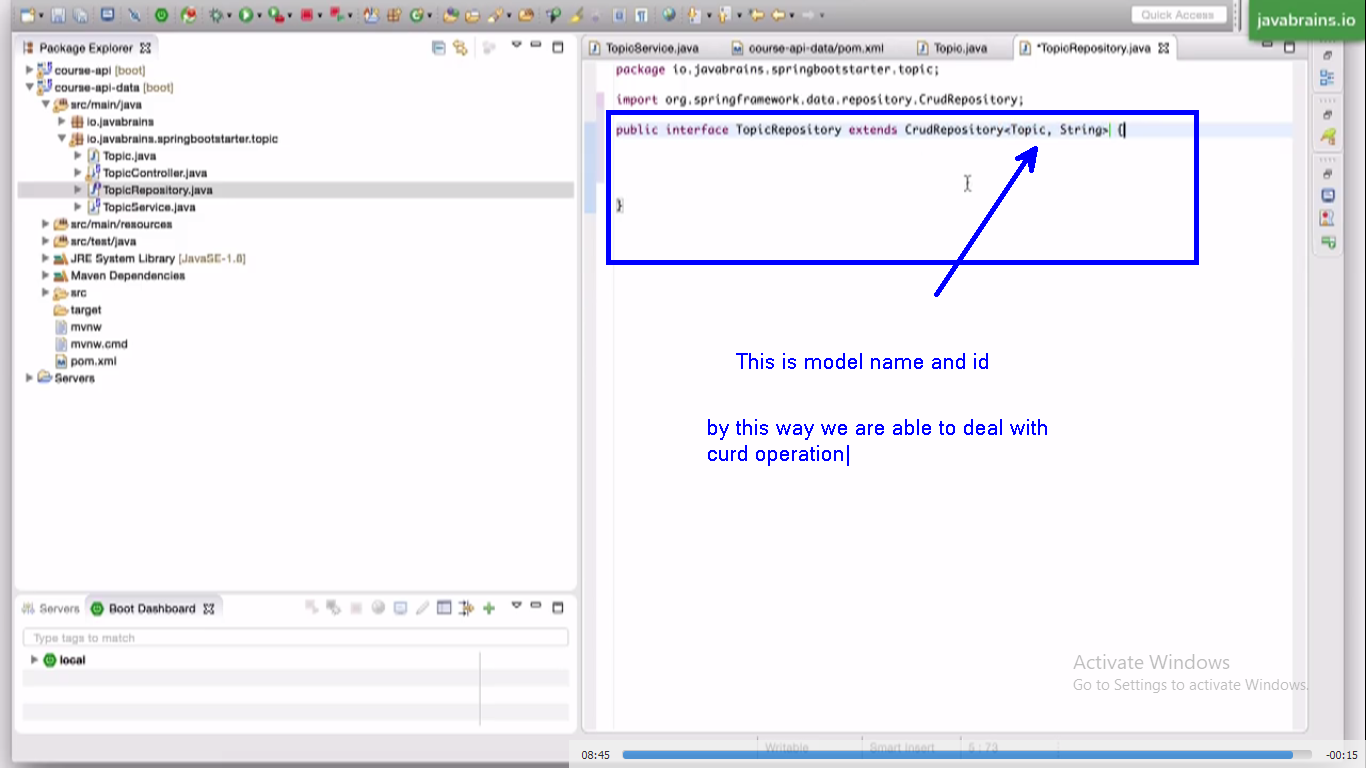 Quick Access
javabrains.io
Package Explorer
course-api [boot]
course-api-data [boot]
src/main/java
io.javabrains
io.javabrains.springbootstarter.topic
Topic.java
TopicController.java
TopicRepository.java
TopicService.java
src/main/resources
src/test/java
JRE System Library [JavaSE-1.8]
Maven Dependencies
src
target
mvnw
mvnw.cmd
pom.xml
Servers
TopicService.java course-api-data/pom.xml Topic.java *TopicRepository.java
package io.javabrains.springbootstarter.topic;
import org.springframework.data.repository.CrudRepository;
public interface TopicRepository extends CrudRepository<Topic, String> {
}
This is model name and id
by this way we are able to deal with
curd operation
Servers Boot Dashboard
Type tags to match
local
Activate Windows
Go to Settings to activate Windows.
Writable Smart Insert 5 : 73
08:45 -00:15